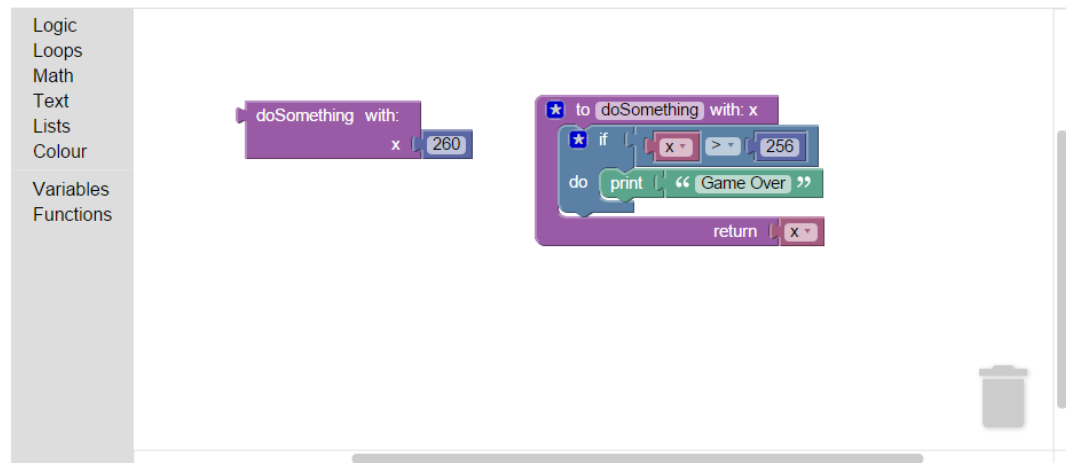 Logic
Loops
Math
Text
Lists
Colour
Variables
Functions
doSomething with:
x 260
to doSomething with: x
if x > 256
do print “ Game Over ”
return x